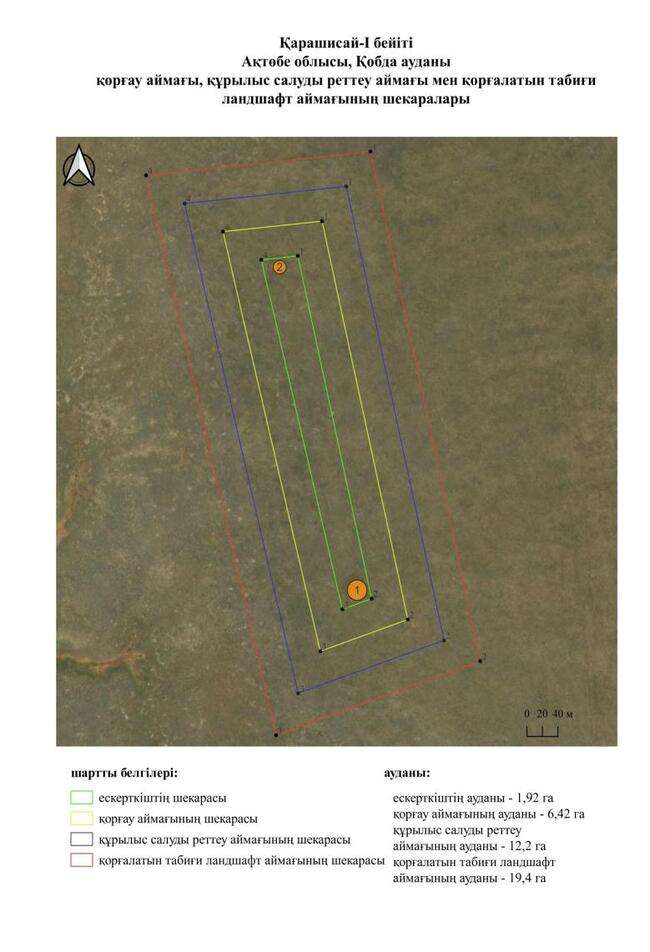 Қарашисай-I бейіті
Ақтөбе облысы, Қобда ауданы
қорғау аймағы, құрылыс салуды реттеу аймағы мен қорғалатын табиғи
ландшафт аймағының шекаралары
2
1
0 20 40 м
шартты белгілері:
ескерткіштің шекарасы
қорғау аймағының шекарасы
құрылыс салуды реттеу аймағының шекарасы
қорғалатын табиғи ландшафт аймағының шекарасы
ауданы:
ескерткіштің ауданы - 1,92 га
қорғау аймағының ауданы - 6,42 га
құрылыс салуды реттеу
аймағының ауданы - 12,2 га
қорғалатын табиғи ландшафт
аймағының ауданы - 19,4 га